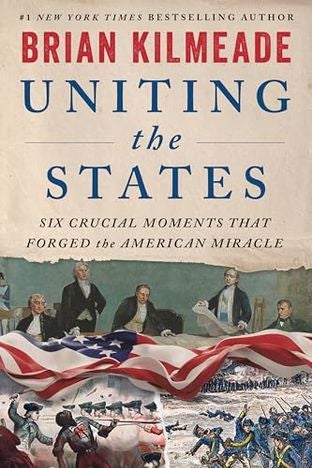 #1 NEW YORK TIMES BESTSELLING AUTHOR
BRIAN KILMEADE
UNITING
the
STATES
SIX CRUCIAL MOMENTS THAT
FORGED the AMERICAN MIRACLE